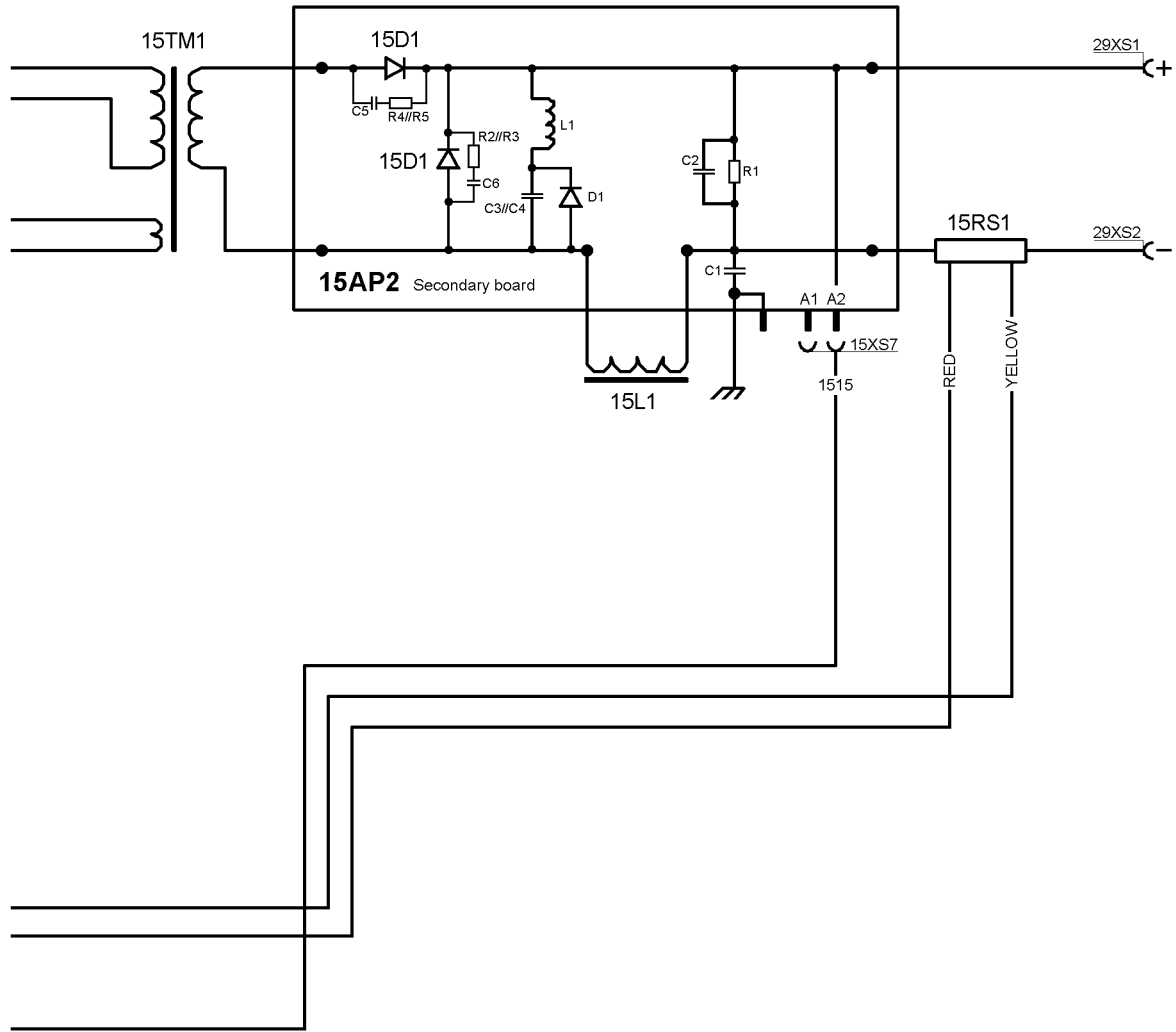 15TM1
15D1
29XS1
+
C5
R4//R5
L1
R2//R3
15D1
C6
C3//C4
D1
C2
R1
15RS1
29XS2
−
15AP2 Secondary board
C1
A1 A2
15XS7
1515
RED
YELLOW
15L1